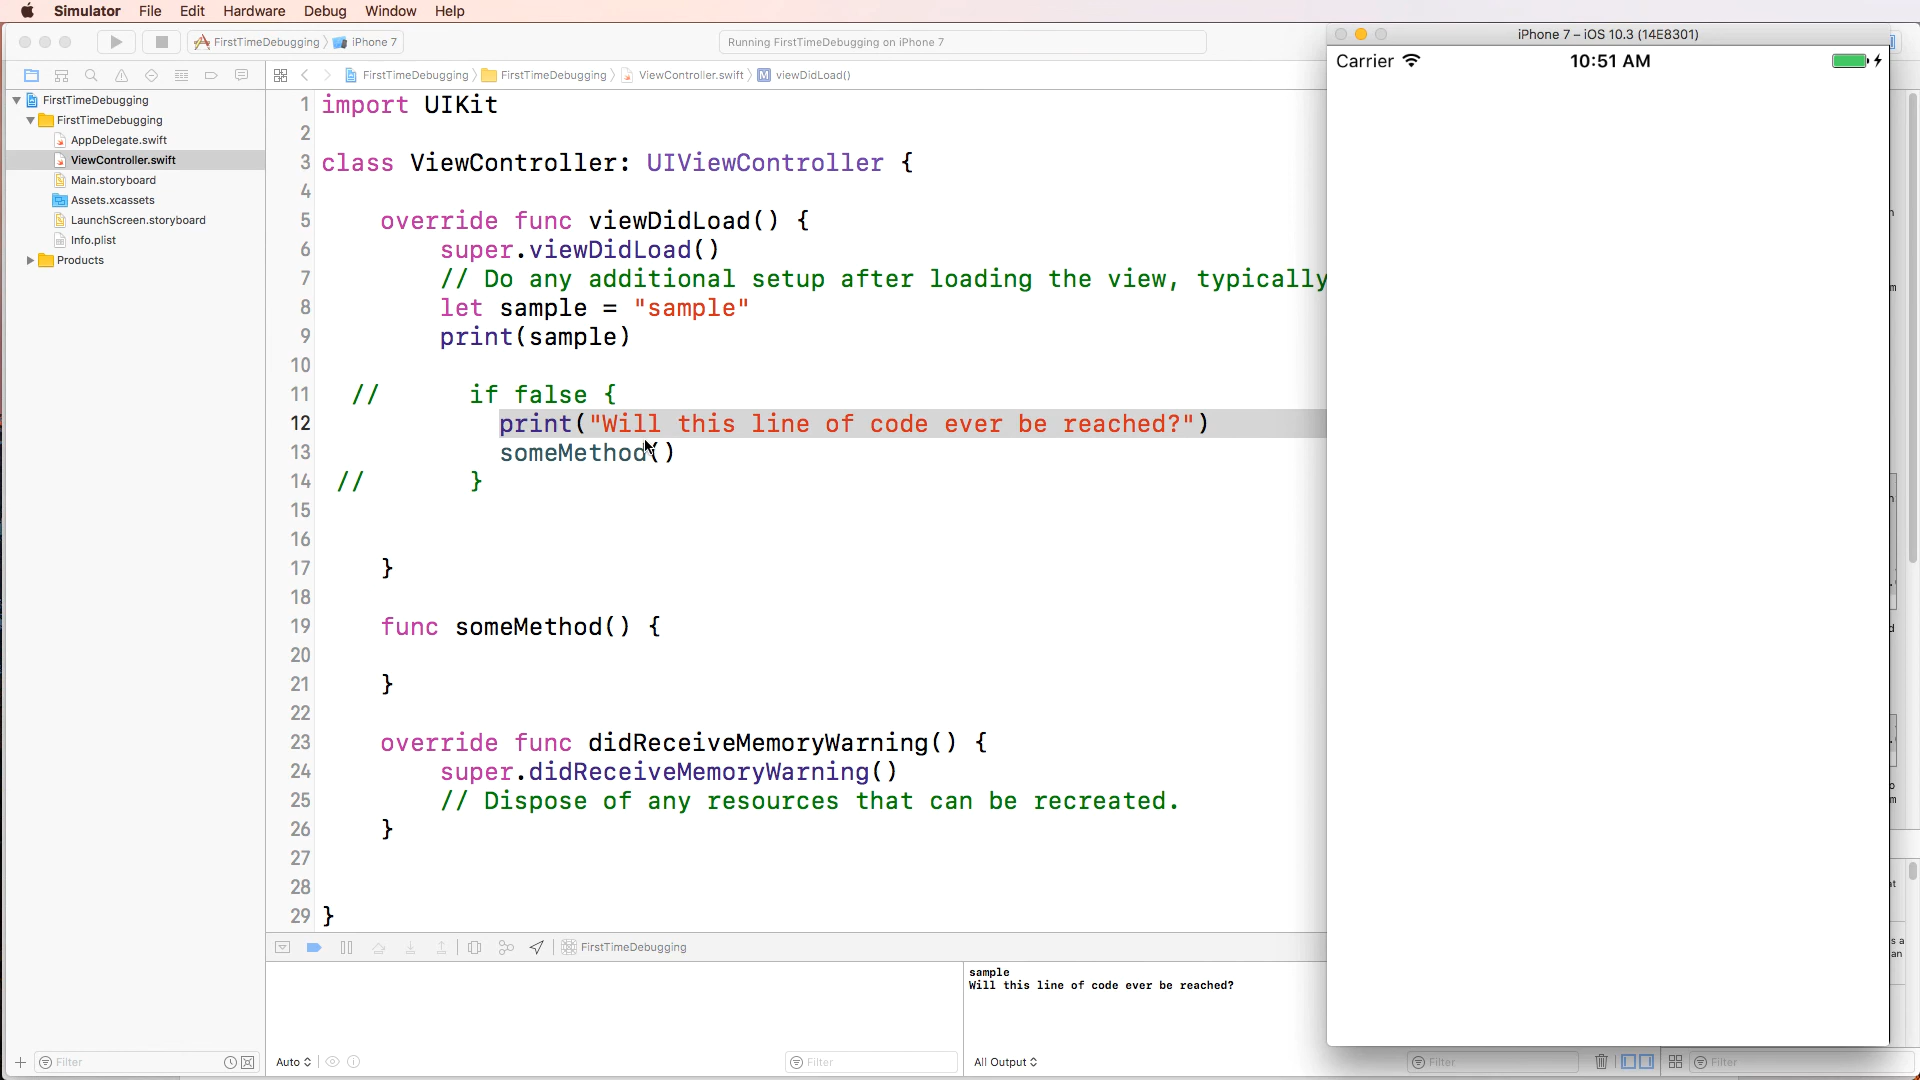 Simulator File Edit Hardware Debug Window Help
FirstTimeDebugging iPhone 7
Running FirstTimeDebugging on iPhone 7
iPhone 7 – iOS 10.3 (14E8301)
Carrier 10:51 AM
FirstTimeDebugging FirstTimeDebugging ViewController.swift M viewDidLoad()
FirstTimeDebugging
FirstTimeDebugging
AppDelegate.swift
ViewController.swift
Main.storyboard
Assets.xcassets
LaunchScreen.storyboard
Info.plist
Products
1 import UIKit
2
3 class ViewController: UIViewController {
4
5 override func viewDidLoad() {
6 super.viewDidLoad()
7 // Do any additional setup after loading the view, typically
8 let sample = "sample"
9 print(sample)
10
11 // if false {
12 print("Will this line of code ever be reached?")
13 someMethod()
14 // }
15
16
17 }
18
19 func someMethod() {
20
21 }
22
23 override func didReceiveMemoryWarning() {
24 super.didReceiveMemoryWarning()
25 // Dispose of any resources that can be recreated.
26 }
27
28
29 }
FirstTimeDebugging
sample
Will this line of code ever be reached?
Filter
Auto
Filter
All Output
Filter
Filter